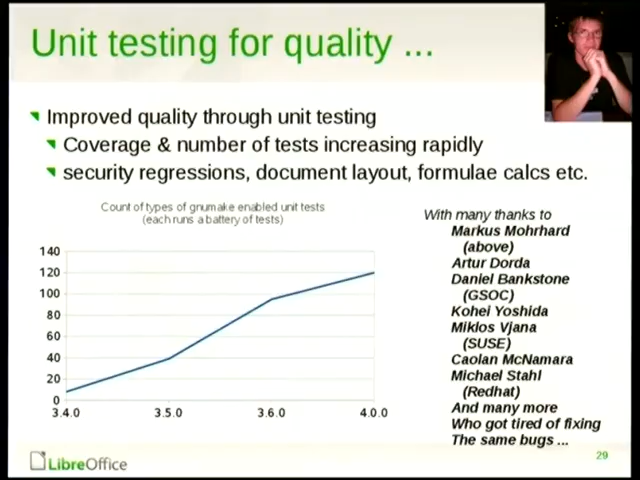 Unit testing for quality ...
Improved quality through unit testing
Coverage & number of tests increasing rapidly
security regressions, document layout, formulae calcs etc.
Count of types of gnumake enabled unit tests
(each runs a battery of tests)
140
120
100
80
60
40
20
0
3.4.0
3.5.0
3.6.0
4.0.0
With many thanks to
Markus Mohrhard
(above)
Artur Dorda
Daniel Bankstone
(GSOC)
Kohei Yoshida
Miklos Vjana
(SUSE)
Caolan McNamara
Michael Stahl
(Redhat)
And many more
Who got tired of fixing
The same bugs ...
LibreOffice
29